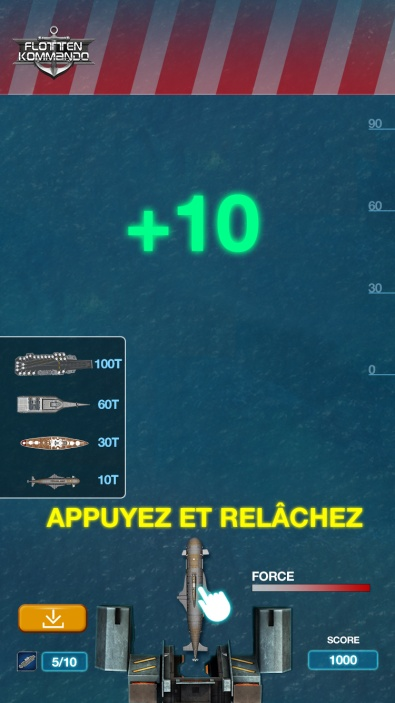 FLOTTEN
KOMMANDO
90
+10
60
30
0
100T
60T
30T
10T
APPUYEZ ET RELÂCHEZ
FORCE
5/10
SCORE
1000